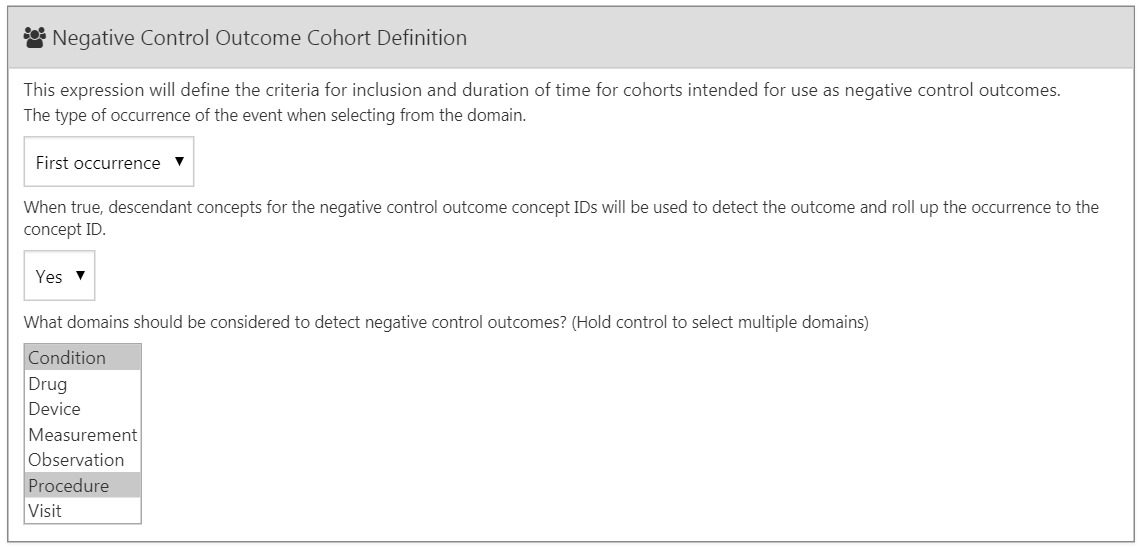 Negative Control Outcome Cohort Definition
This expression will define the criteria for inclusion and duration of time for cohorts intended for use as negative control outcomes.
The type of occurrence of the event when selecting from the domain.
First occurrence
When true, descendant concepts for the negative control outcome concept IDs will be used to detect the outcome and roll up the occurrence to the
concept ID.
Yes
What domains should be considered to detect negative control outcomes? (Hold control to select multiple domains)
Condition
Drug
Device
Measurement
Observation
Procedure
Visit